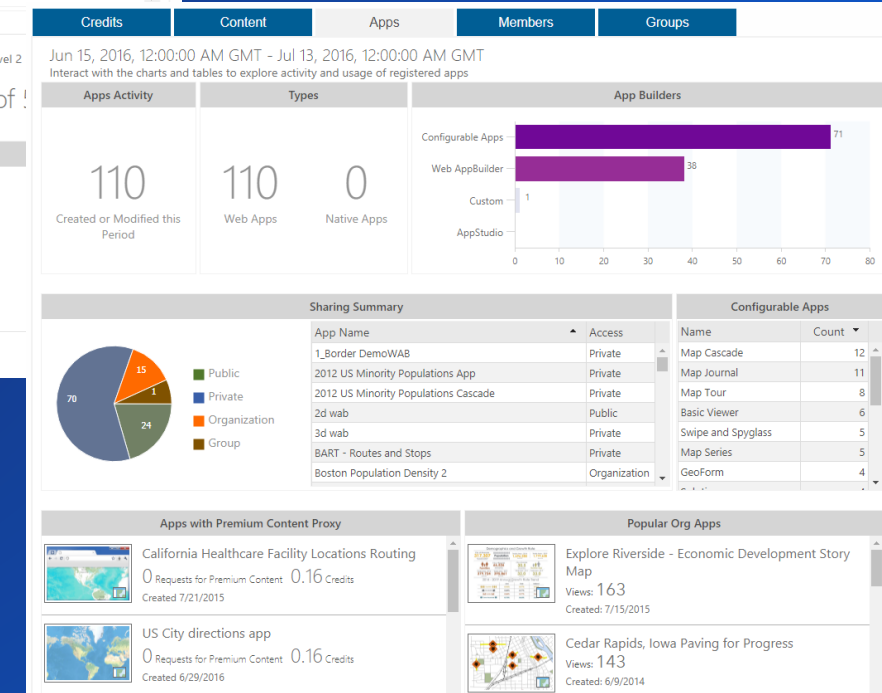 Credits
Content
Apps
Members
Groups
vel 2
of
Jun 15, 2016, 12:00:00 AM GMT - Jul 13, 2016, 12:00:00 AM GMT
Interact with the charts and tables to explore activity and usage of registered apps
Apps Activity
110
Created or Modified this
Period
Types
110
Web Apps
0
Native Apps
App Builders
Configurable Apps
71
Web AppBuilder
38
Custom
1
AppStudio
0 10 20 30 40 50 60 70 80
Sharing Summary
15
1
70
24
Public
Private
Organization
Group
App Name Access
1_Border DemoWAB Private
2012 US Minority Populations App Private
2012 US Minority Populations Cascade Private
2d wab Public
3d wab Private
BART - Routes and Stops Private
Boston Population Density 2 Organization
Configurable Apps
Name Count
Map Cascade 12
Map Journal 11
Map Tour 8
Basic Viewer 6
Swipe and Spyglass 5
Map Series 5
GeoForm 4
Apps with Premium Content Proxy
California Healthcare Facility Locations Routing
0 Requests for Premium Content 0.16 Credits
Created 7/21/2015
US City directions app
0 Requests for Premium Content 0.16 Credits
Created 6/29/2016
Popular Org Apps
Explore Riverside - Economic Development Story
Map
Views: 163
Created: 7/15/2015
Cedar Rapids, Iowa Paving for Progress
Views: 143
Created: 6/9/2014